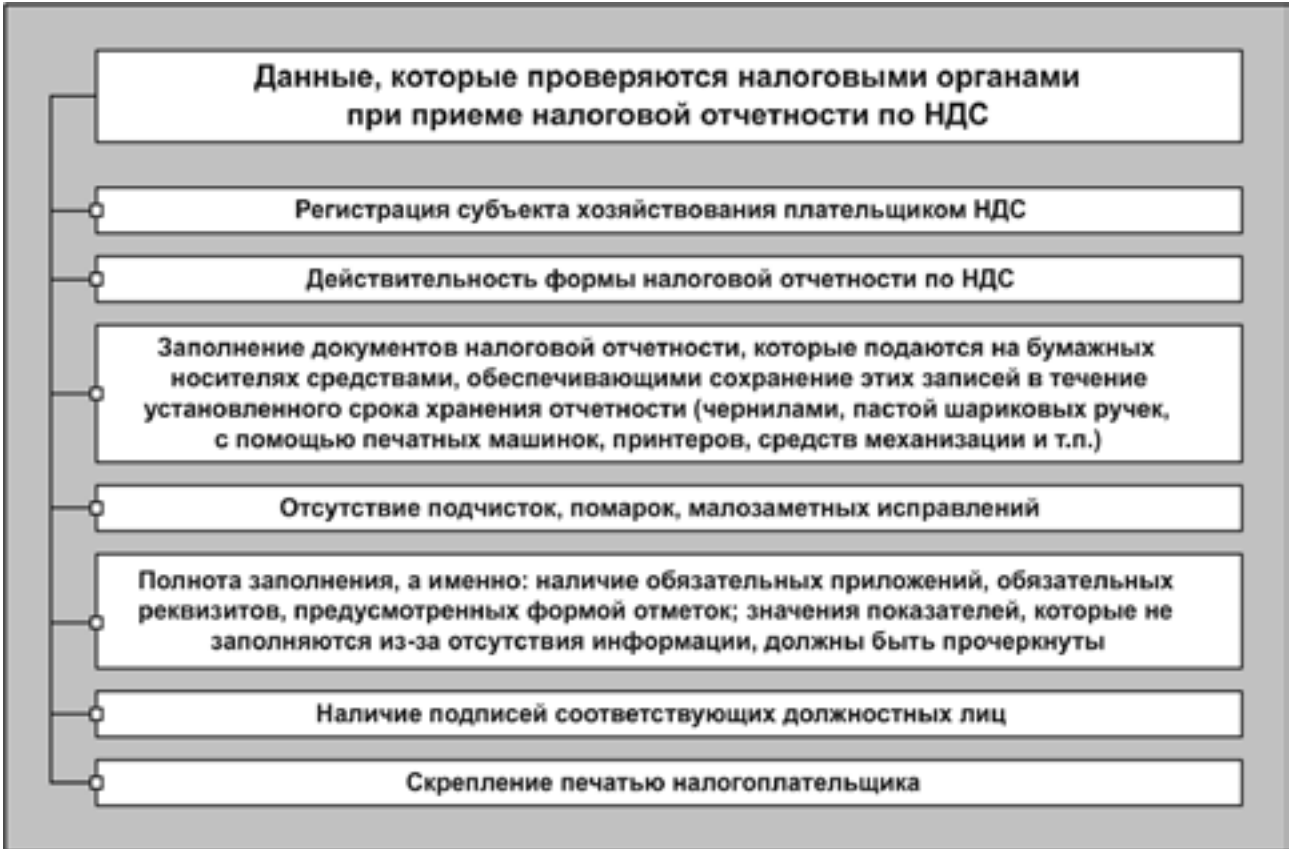 Данные, которые проверяются налоговыми органами
при приеме налоговой отчетности по НДС
Регистрация субъекта хозяйствования плательщиком НДС
Действительность формы налоговой отчетности по НДС
Заполнение документов налоговой отчетности, которые подаются на бумажных
носителях средствами, обеспечивающими сохранение этих записей в течение
установленного срока хранения отчетности (чернилами, пастой шариковых ручек,
с помощью печатных машинок, принтеров, средств механизации и т.п.)
Отсутствие подчисток, помарок, малозаметных исправлений
Полнота заполнения, а именно: наличие обязательных приложений, обязательных
реквизитов, предусмотренных формой отметок; значения показателей, которые не
заполняются из-за отсутствия информации, должны быть прочеркнуты
Наличие подписей соответствующих должностных лиц
Скрепление печатью налогоплательщика